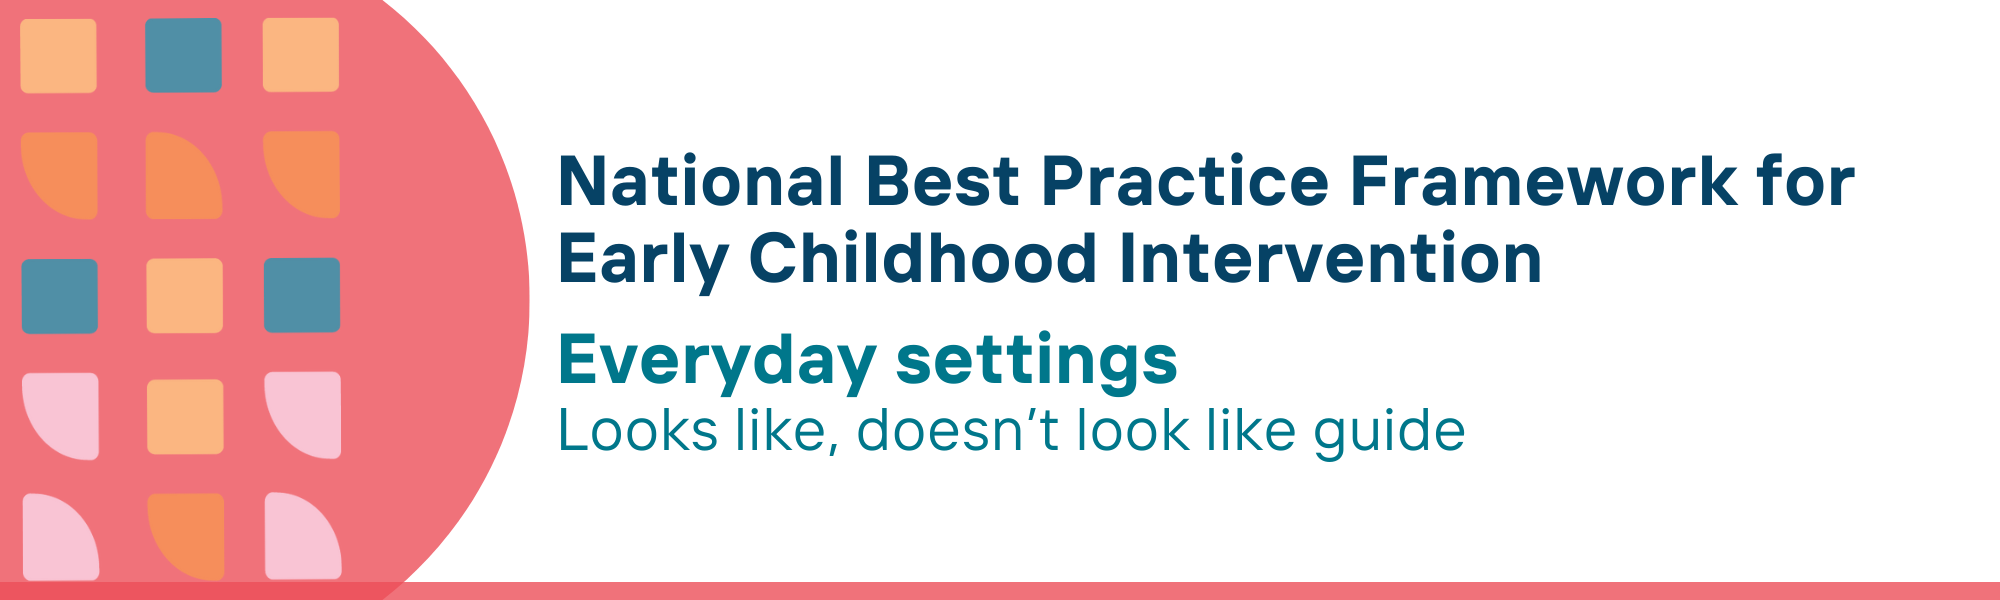 National Best Practice Framework for
Early Childhood Intervention
Everyday settings
Looks like, doesn’t look like guide